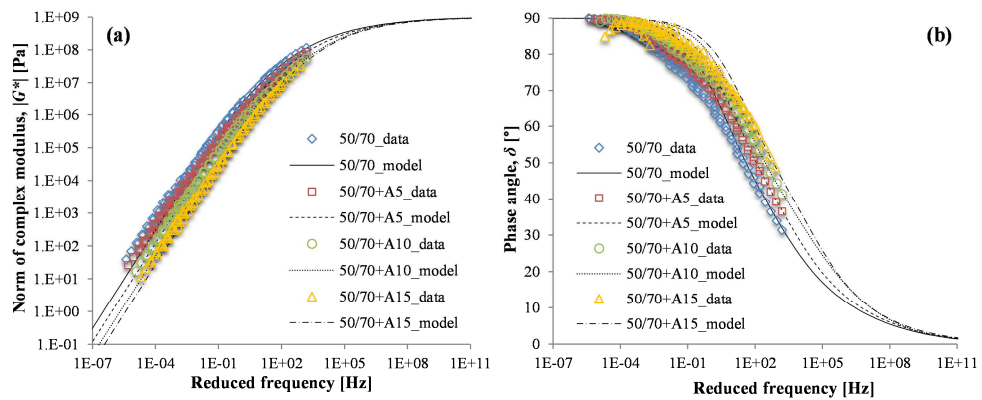 (a)
Norm of complex modulus, |G*| [Pa]
1.E+09
1.E+08
1.E+07
1.E+06
1.E+05
1.E+04
1.E+03
1.E+02
1.E+01
1.E+00
1.E-01
50/70_data
50/70_model
50/70+A5_data
50/70+A5_model
50/70+A10_data
50/70+A10_model
50/70+A15_data
50/70+A15_model
1E-07 1E-04 1E-01 1E+02 1E+05 1E+08 1E+11
Reduced frequency [Hz]
(b)
Phase angle, δ [°]
90
80
70
60
50
40
30
20
10
0
50/70_data
50/70_model
50/70+A5_data
50/70+A5_model
50/70+A10_data
50/70+A10_model
50/70+A15_data
50/70+A15_model
1E-07 1E-04 1E-01 1E+02 1E+05 1E+08 1E+11
Reduced frequency [Hz]